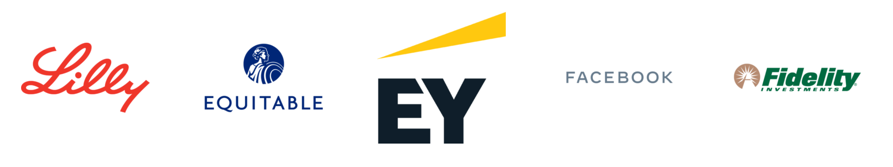 Lilly
EQUITABLE
EY
FACEBOOK
Fidelity
INVESTMENTS